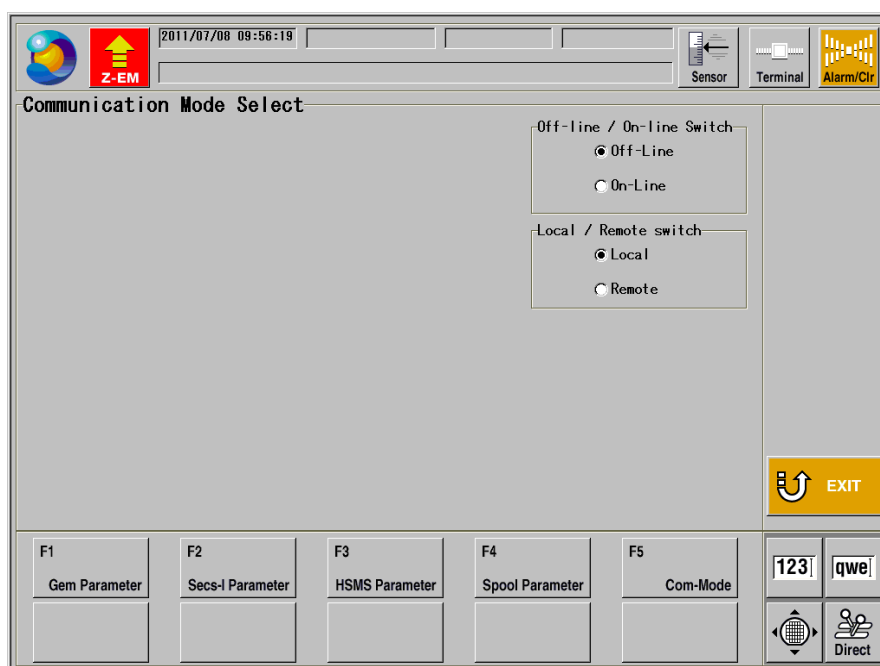 2011/07/08 09:56:19
Z-EM
Sensor
Terminal
Alarm/Clr
Communication Mode Select
Off-line / On-line Switch
Off-Line
On-Line
Local / Remote switch
Local
Remote
EXIT
F1
Gem Parameter
F2
Secs-I Parameter
F3
HSMS Parameter
F4
Spool Parameter
F5
Com-Mode
123
qwe
Direct